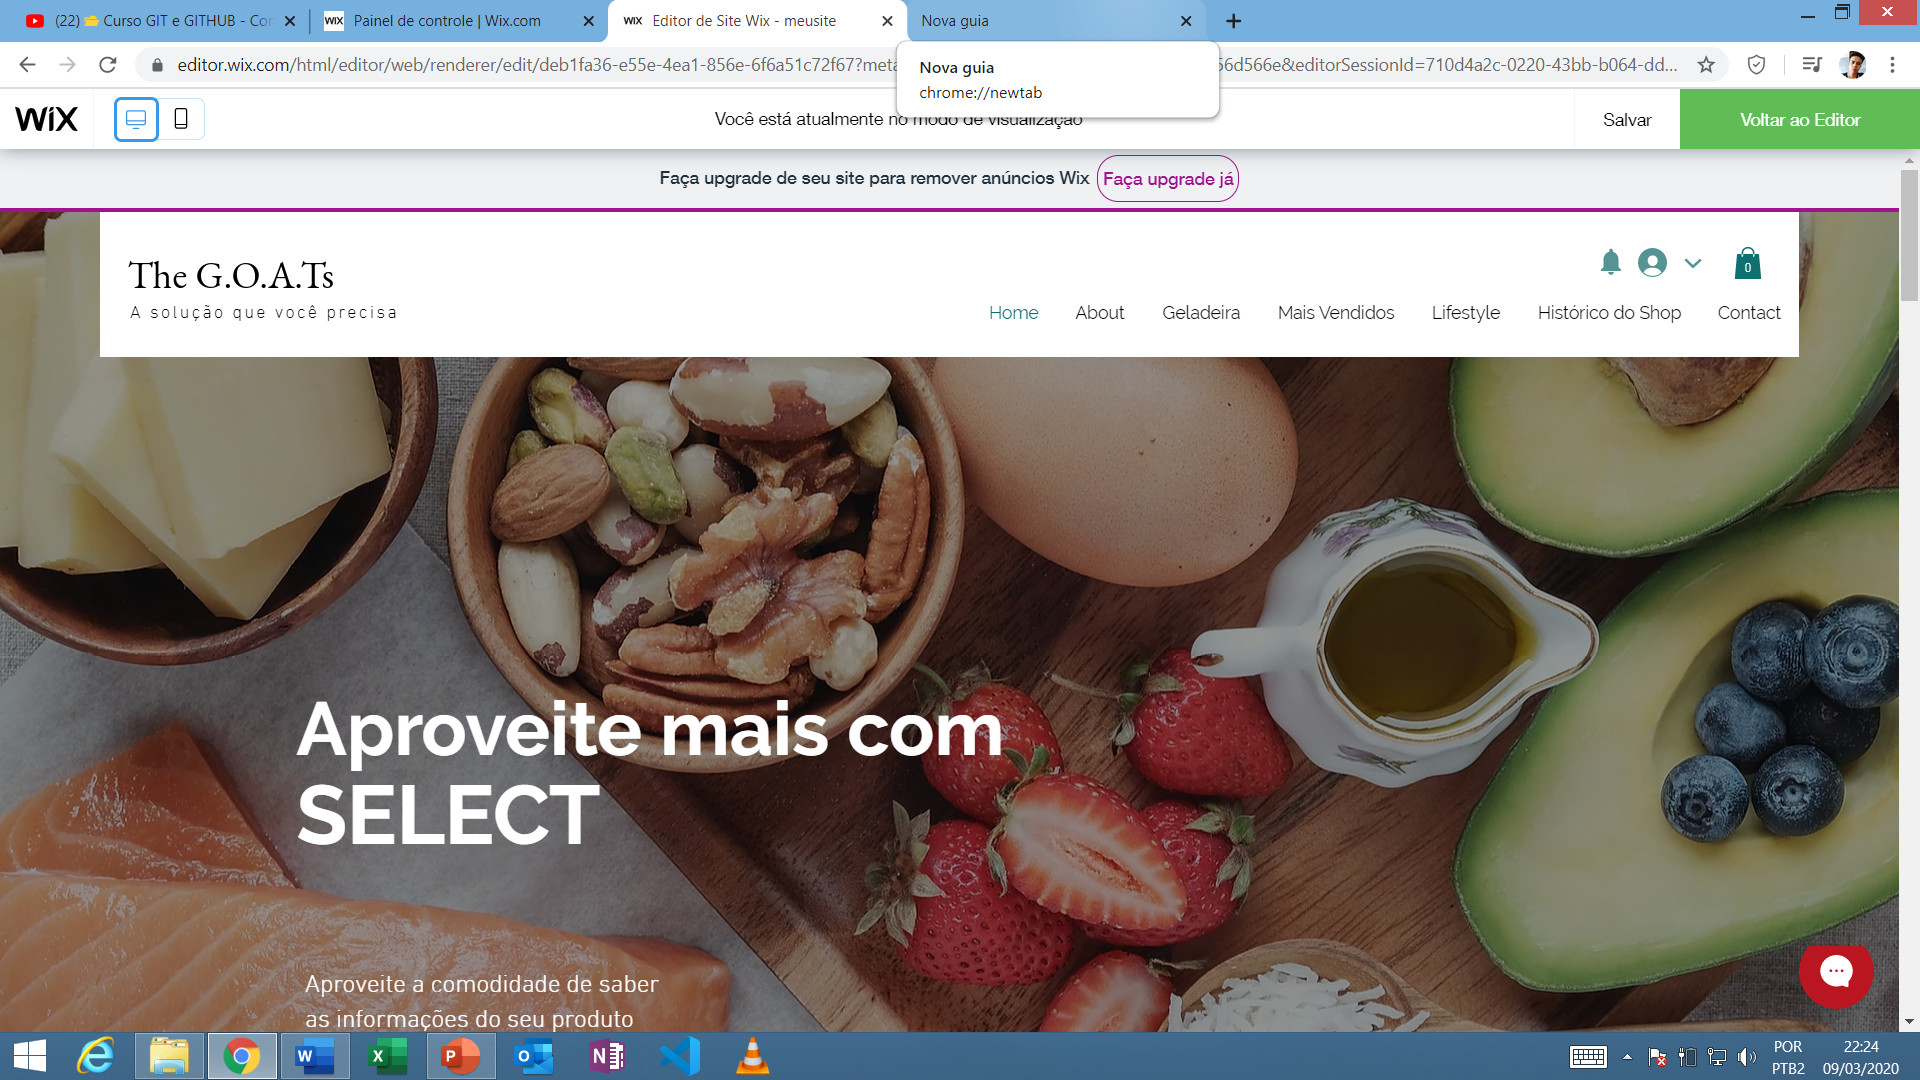 (22) Curso GIT e GITHUB - Con
Painel de controle | Wix.com
Editor de Site Wix - meusite
Nova guia
editor.wix.com/html/editor/web/renderer/edit/deb1fa36-e55e-4ea1-856e-6f6a51c72f67?meta
56d566e&editorSessionId=710d4a2c-0220-43bb-b064-dd...
Nova guia
chrome://newtab
WiX
Você está atualmente no modo de visualização
Salvar
Voltar ao Editor
Faça upgrade de seu site para remover anúncios Wix
Faça upgrade já
The G.O.A.Ts
A solução que você precisa
0
Home
About
Geladeira
Mais Vendidos
Lifestyle
Histórico do Shop
Contact
Aproveite mais com
SELECT
Aproveite a comodidade de saber
as informações do seu produto
POR
PTB2
22:24
09/03/2020